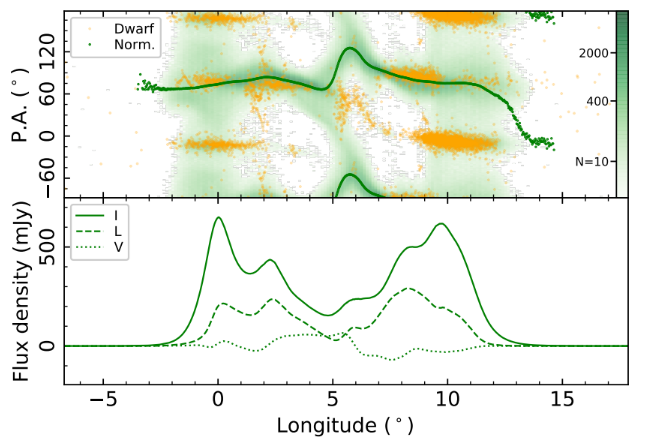 Dwarf
Norm.
P.A. (°)
120
60
0
−60
2000
400
N=10
I
L
V
Flux density (mJy)
500
0
−5
0
5
10
15
Longitude (°)